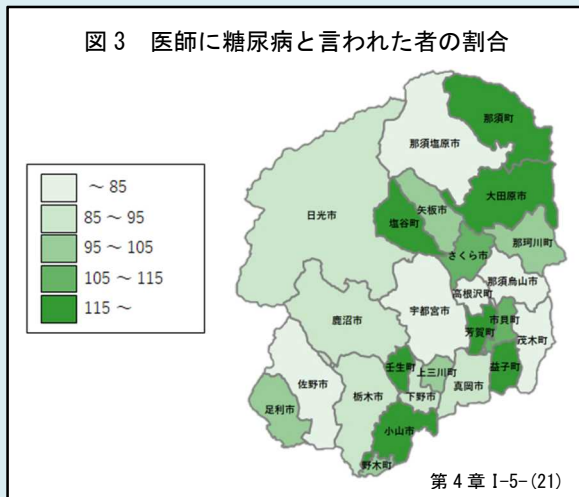 図3　医師に糖尿病と言われた者の割合
～ 85
85 ～ 95
95 ～ 105
105 ～ 115
115 ～
那須町
那須塩原市
大田原市
日光市
矢板市
塩谷町
那珂川町
さくら市
那須烏山市
高根沢町
宇都宮市
市貝町
鹿沼市
芳賀町
茂木町
壬生町
上三川町
益子町
佐野市
真岡市
栃木市
下野市
足利市
小山市
野木町
第4章 I-5-(21)